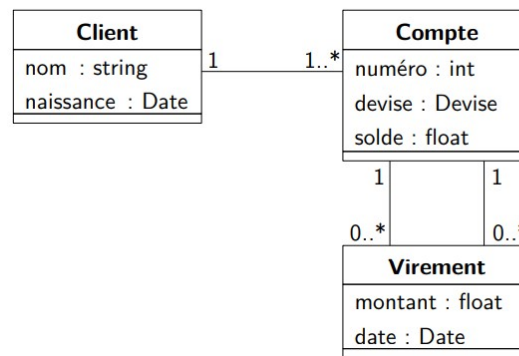 Client
nom : string
naissance : Date
1
1..*
Compte
numéro : int
devise : Devise
solde : float
1
1
0..*
0..*
Virement
montant : float
date : Date